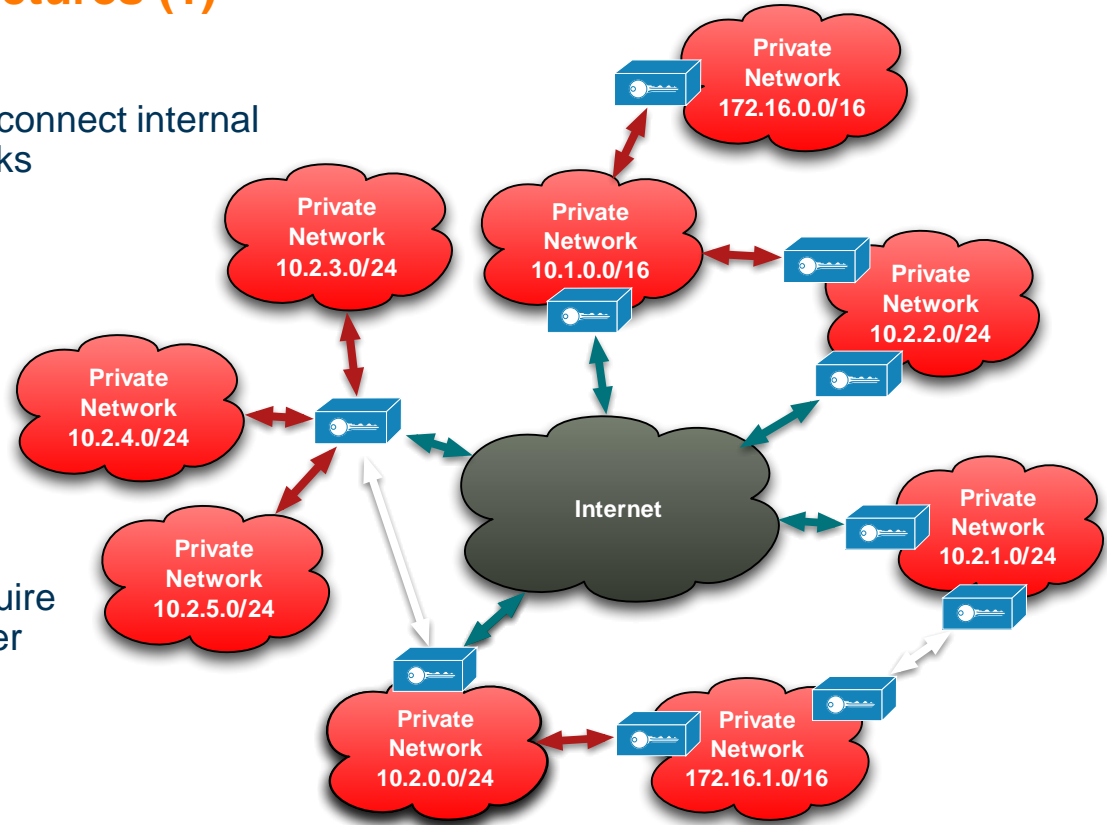 ctures (1)
connect internal
ks
Private
Network
172.16.0.0/16
Private
Network
10.2.3.0/24
Private
Network
10.1.0.0/16
Private
Network
10.2.2.0/24
Private
Network
10.2.4.0/24
Internet
Private
Network
10.2.1.0/24
Private
Network
10.2.5.0/24
uire
er
Private
Network
10.2.0.0/24
Private
Network
172.16.1.0/16